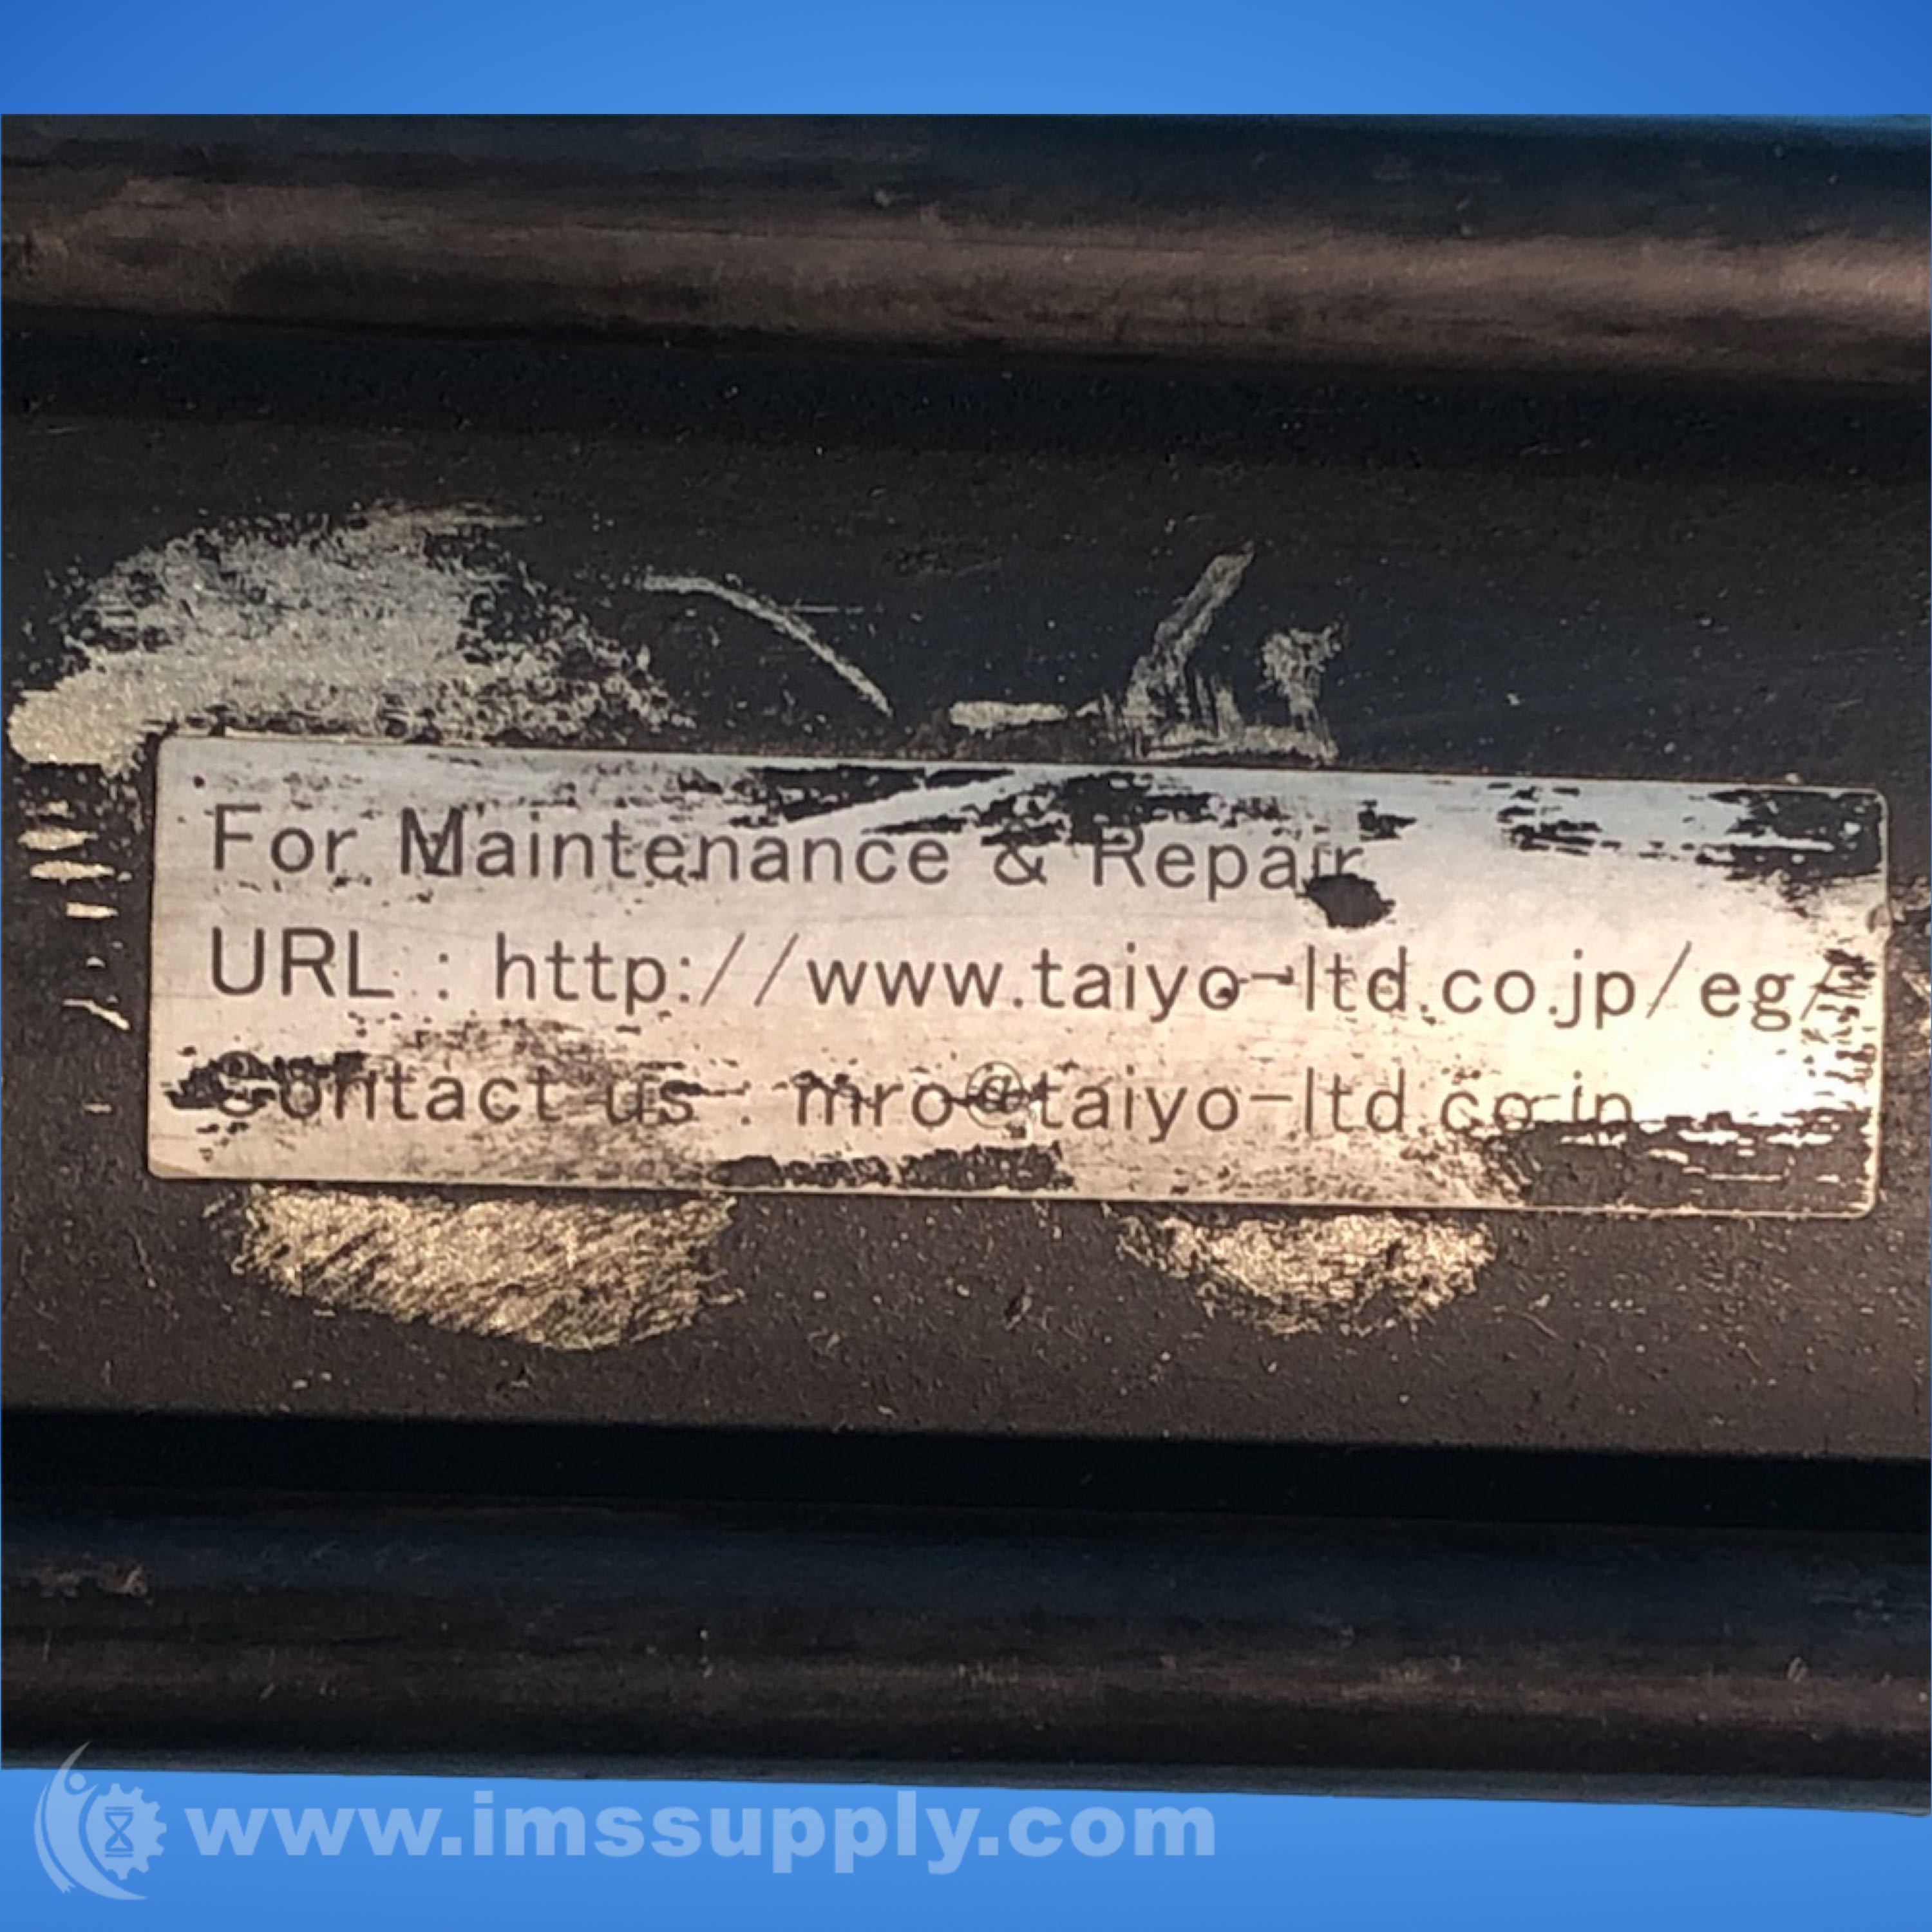 For Maintenance & Repair
URL : http://www.taiyo-ltd.co.jp/eg/
Contact us : mro@taiyo-ltd.co.jp
www.imssupply.com